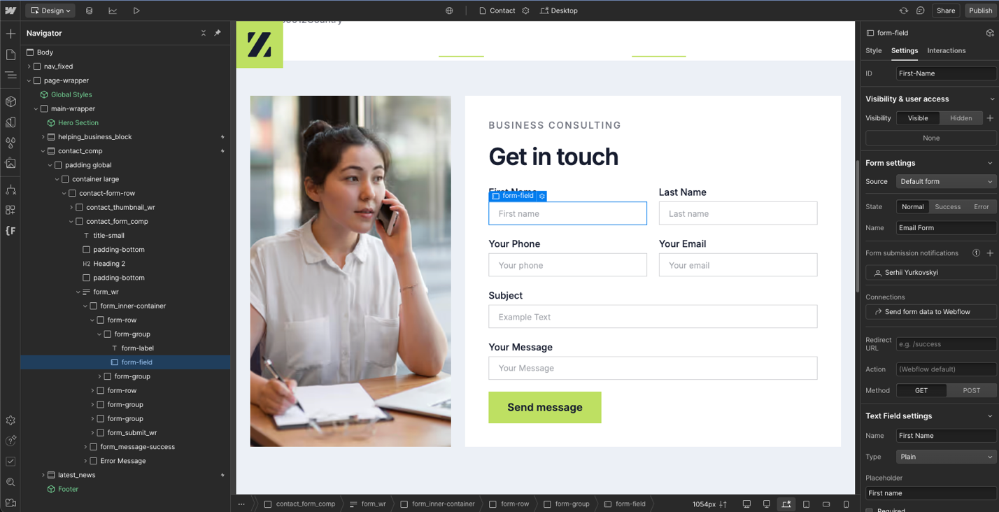 Design
Contact
Desktop
Share
Publish
Navigator
Body
nav_fixed
page-wrapper
Global Styles
main-wrapper
Hero Section
helping_business_block
contact_comp
padding global
container large
contact-form-row
contact_thumbnail_wr
contact_form_comp
title-small
padding-bottom
H2 Heading 2
padding-bottom
form_wr
form_inner-container
form-row
form-group
form-label
form-field
form-group
form-row
form-group
form-group
form_submit_wr
form_message-success
Error Message
latest_news
Footer
BUSINESS CONSULTING
Get in touch
First Name
Last Name
form-field
First name
Last name
Your Phone
Your Email
Your phone
Your email
Subject
Example Text
Your Message
Your Message
Send message
... contact_form_comp form_wr form_inner-container form-row form-group form-field
1054px
form-field
Style Settings Interactions
ID First-Name
Visibility & user access
Visibility Visible Hidden
None
Form settings
Source Default form
State Normal Success Error
Name Email Form
Form submission notifications
Serhii Yurkovskyi
Connections
Send form data to Webflow
Redirect
URL
e.g. /success
Action (Webflow default)
Method GET POST
Text Field settings
Name First Name
Type Plain
Placeholder
First name
Required